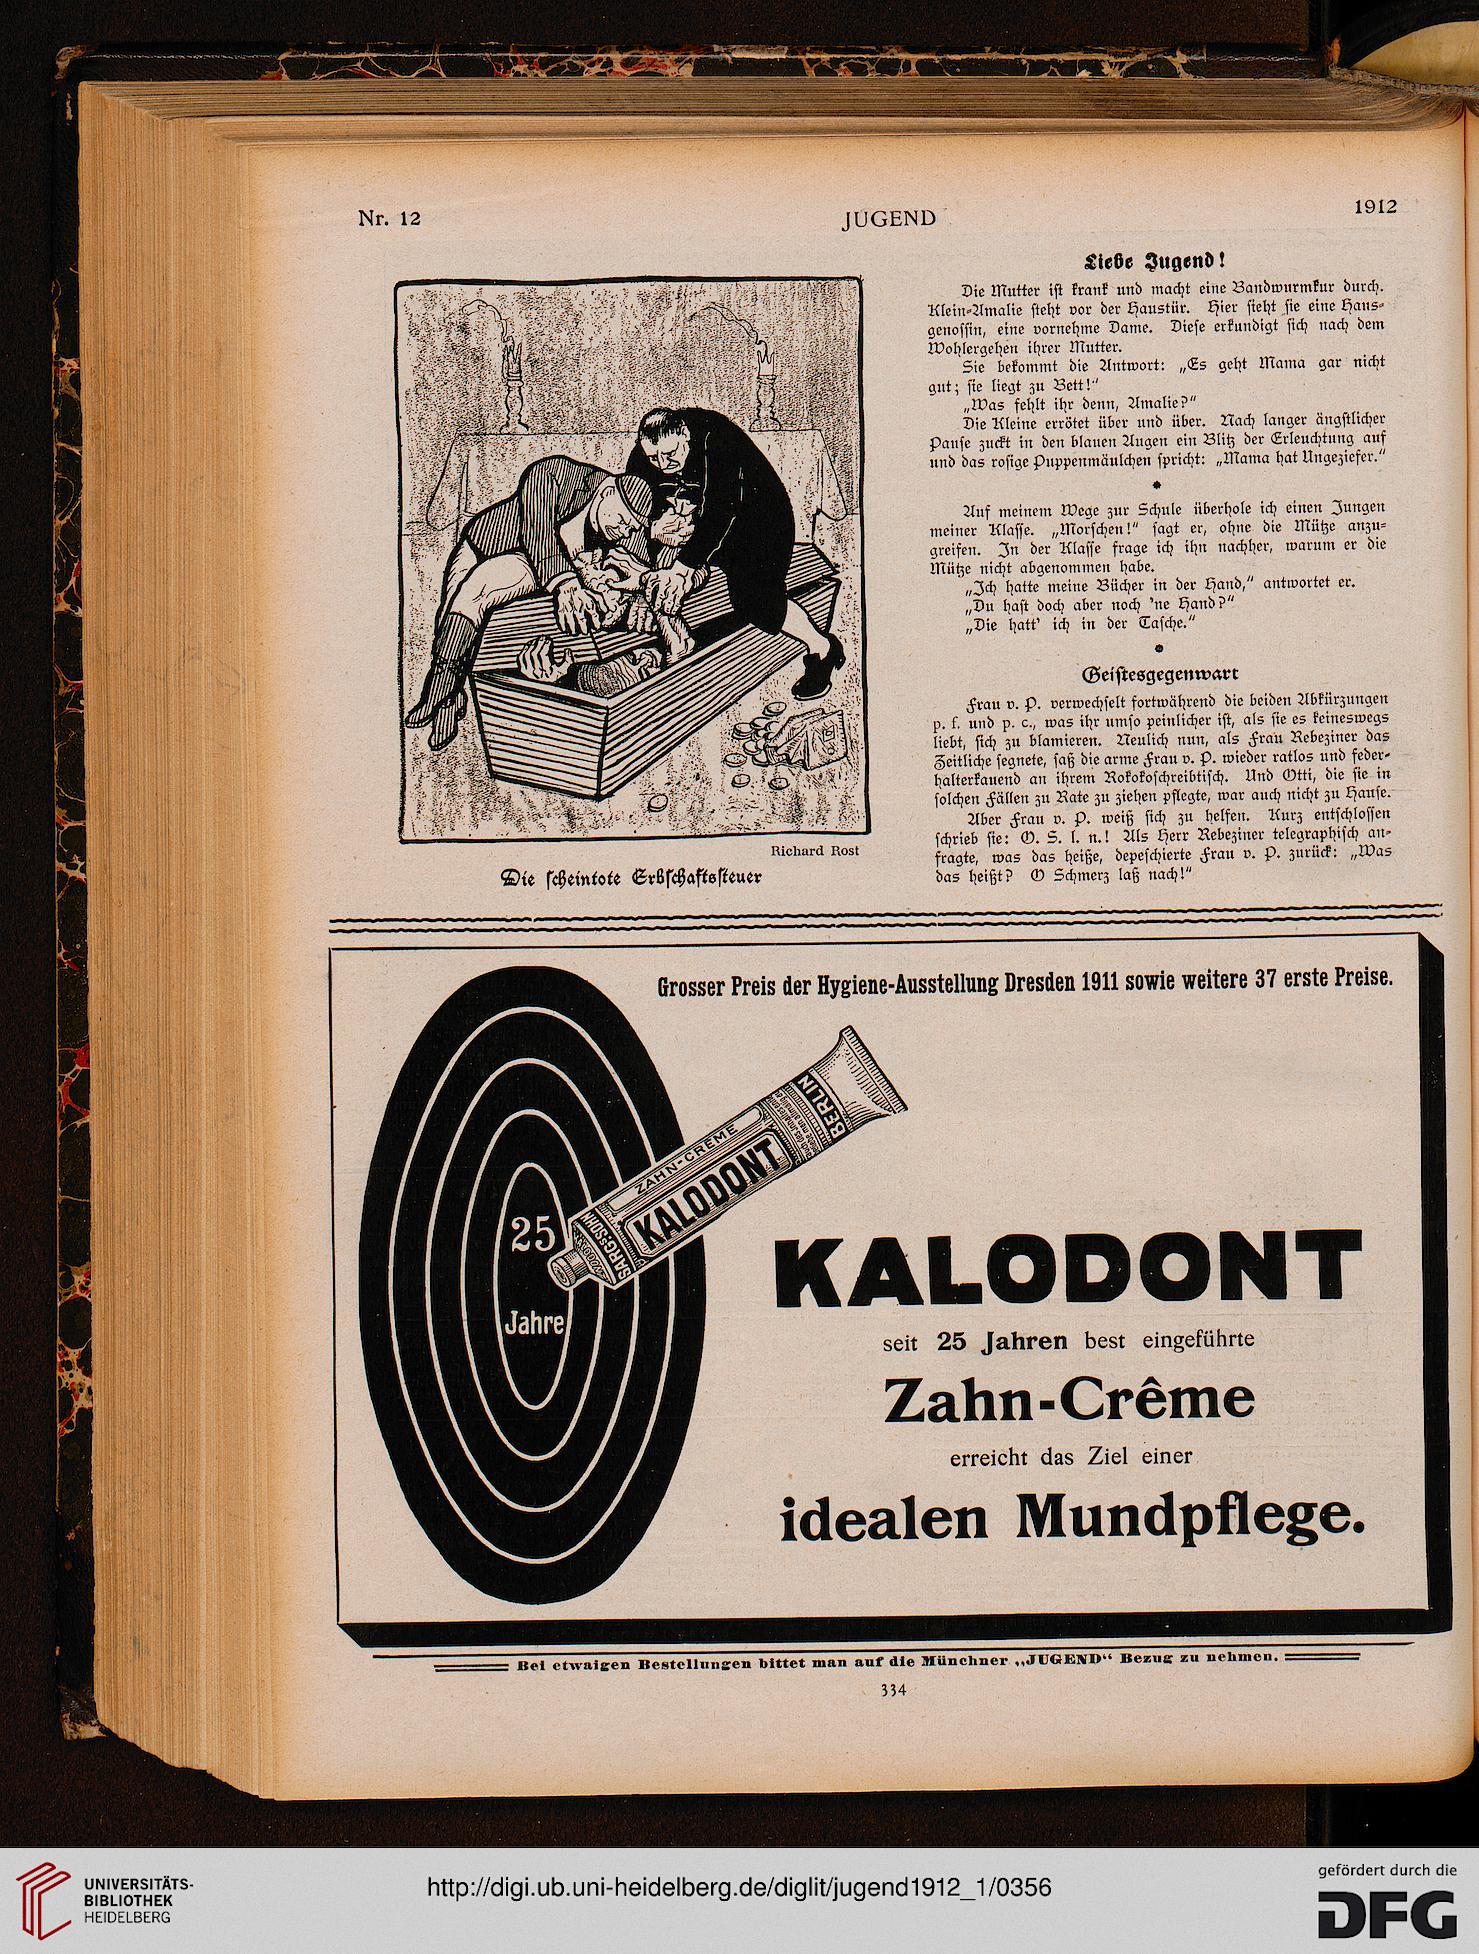 Nr. 12
JUGEND
1912
Richard Rost
Die scheintote Erbschaftssteuer
Liebe Jugend!
Die Mutter ist krank und macht eine Bandwurmkur durch.
Klein-Amalie steht vor der Haustür. Hier sieht sie eine Haus-
genossin, eine vornehme Dame. Diese erkundigt sich nach dem
Wohlergehen ihrer Mutter.
Sie bekommt die Antwort: „Es geht Mama gar nicht
gut; sie liegt zu Bett!"
„Was fehlt ihr denn, Amalie?"
Die Kleine errötet über und über. Nach langer ängstlicher
Pause zuckt in den blauen Augen ein Blitz der Erleuchtung auf
und das rosige Puppenmäulchen spricht: „Mama hat Ungeziefer."
*
Auf meinem Wege zur Schule überhole ich einen Jungen
meiner Klasse. „Morschen!" sagt er, ohne die Mütze anzu-
greifen. In der Klasse frage ich ihn nachher, warum er die
Mütze nicht abgenommen habe.
„Ich hatte meine Bücher in der Hand," antwortet er.
„Du hast doch aber noch 'ne Hand?"
„Die hatt' ich in der Tasche."
*
Geistesgegenwart
Frau v. P. verwechselt fortwährend die beiden Abkürzungen
p. f. und p. c., was ihr umso peinlicher ist, als sie es keineswegs
liebt, sich zu blamieren. Neulich nun, als Frau Rebeziner das
Zeitliche segnete, saß die arme Frau v. P. wieder ratlos und feder-
halterkauend an ihrem Rokokoschreibtisch. Und Otti, die sie in
solchen Fällen zu Rate zu ziehen pflegte, war auch nicht zu Hause.
Aber Frau v. P. weiß sich zu helfen. Kurz entschlossen
schrieb sie: O. S. l. n.! Als Herr Rebeziner telegraphisch an-
fragte, was das heiße, depeschierte Frau v. P. zurück: „Was
das heißt? O Schmerz laß nach!"
Grosser Preis der Hygiene-Ausstellung Dresden 1911 sowie weitere 37 erste Preise.
25
Jahre
SARG'S SOHN
ZAHN-CRÈME
KALODONT
BERLIN
KALODONT
seit 25 Jahren best eingeführte
Zahn-Crême
erreicht das Ziel einer
idealen Mundpflege.
Bei etwaigen Bestellungen bittet man auf die Münchner „JUGEND" Bezug zu nehmen.
334
UNIVERSITÄTS-
BIBLIOTHEK
HEIDELBERG
http://digi.ub.uni-heidelberg.de/diglit/jugend1912_1/0356
gefördert durch die
DFG